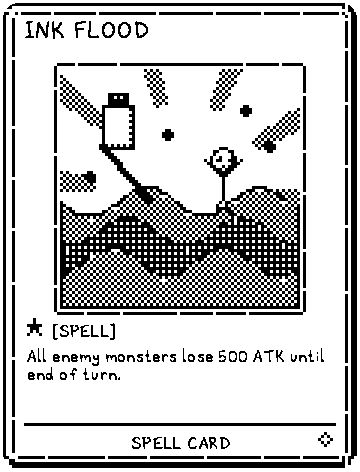 INK FLOOD
[SPELL]
All enemy monsters lose 500 ATK until
end of turn.
SPELL CARD